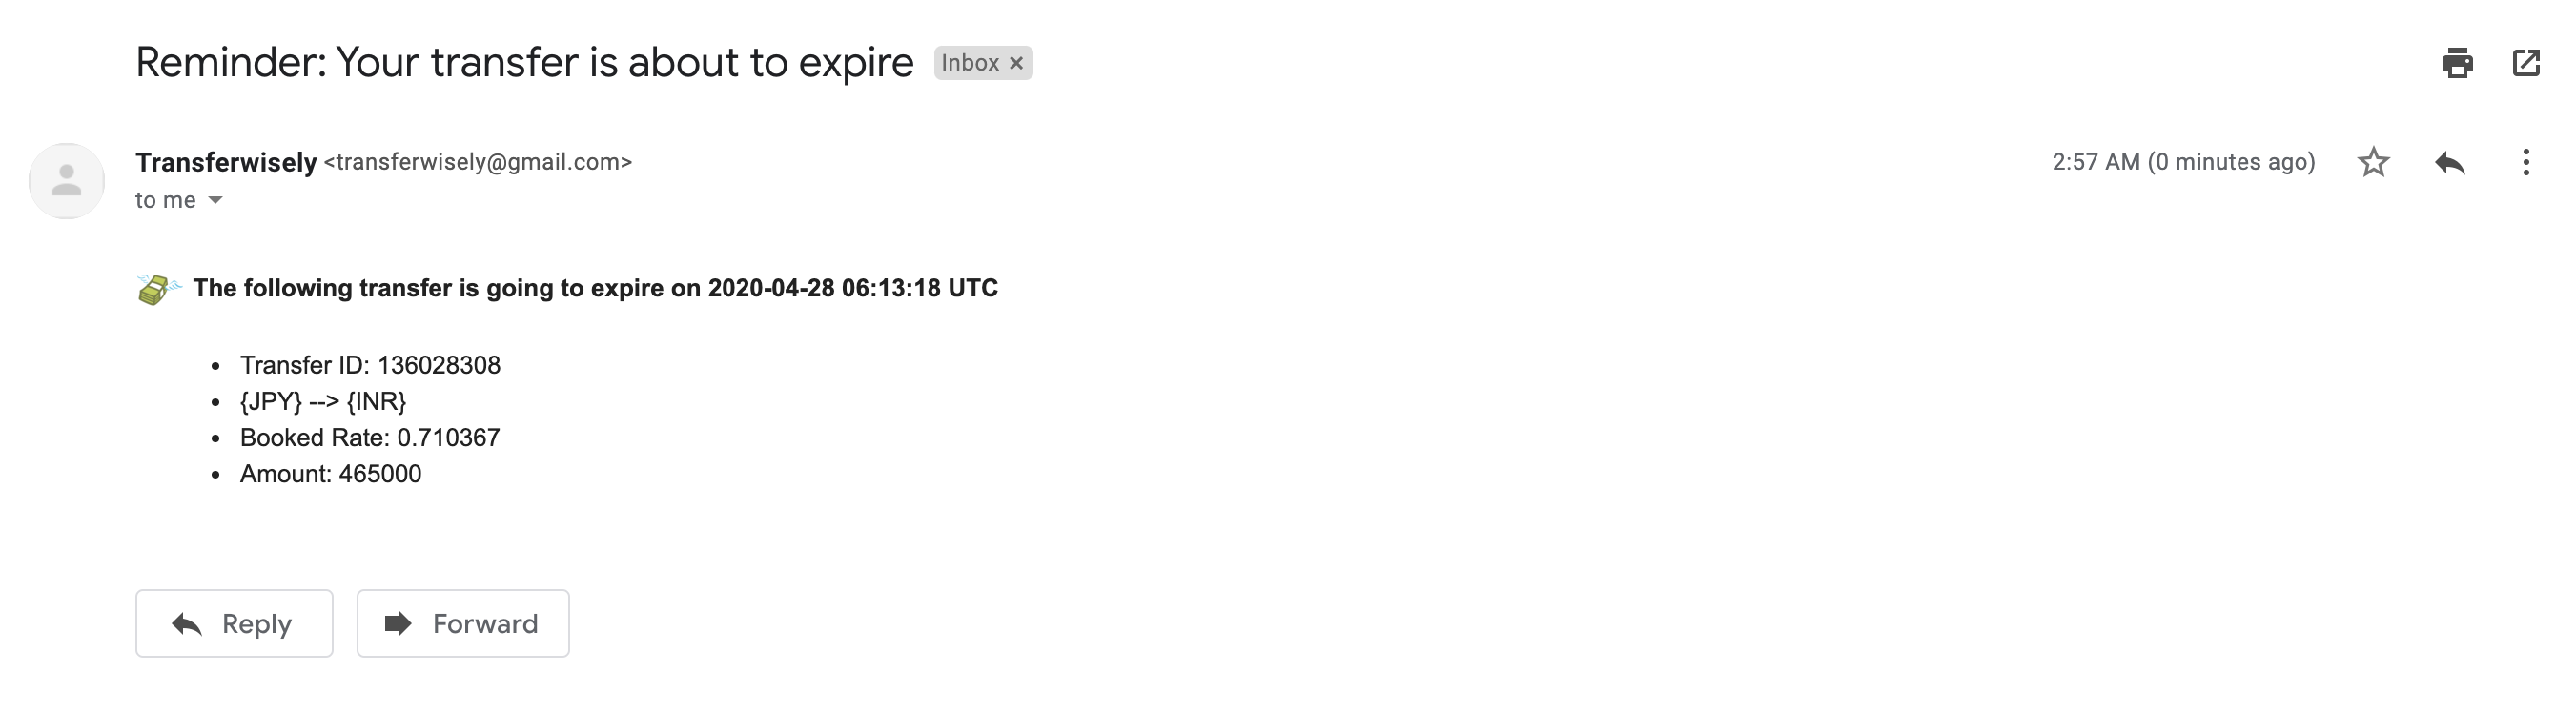 Reminder: Your transfer is about to expire Inbox ×
Transferwisely <transferwisely@gmail.com> 2:57 AM (0 minutes ago)
to me
The following transfer is going to expire on 2020-04-28 06:13:18 UTC
• Transfer ID: 136028308
• {JPY} --> {INR}
• Booked Rate: 0.710367
• Amount: 465000
Reply Forward